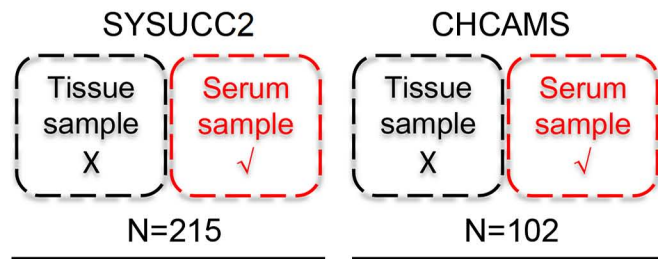 SYSUCC2
Tissue
sample
X
Serum
sample
√
N=215
CHCAMS
Tissue
sample
X
Serum
sample
√
N=102